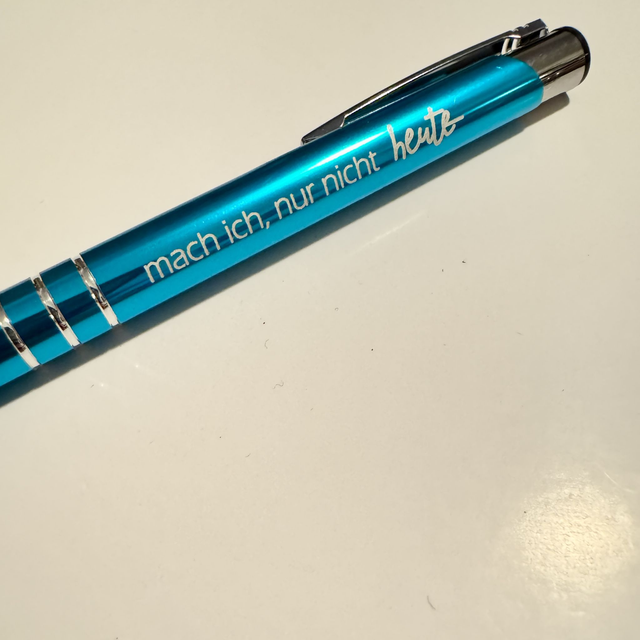 mach ich, nur nicht heute